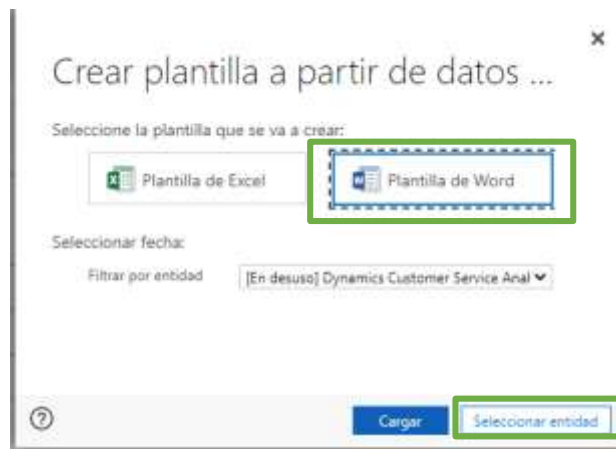 Crear plantilla a partir de datos ...
Seleccione la plantilla que se va a crear:
Plantilla de Excel
Plantilla de Word
Seleccionar fecha:
Filtrar por entidad
[En desuso] Dynamics Customer Service Anal
Cargar
Seleccionar entidad